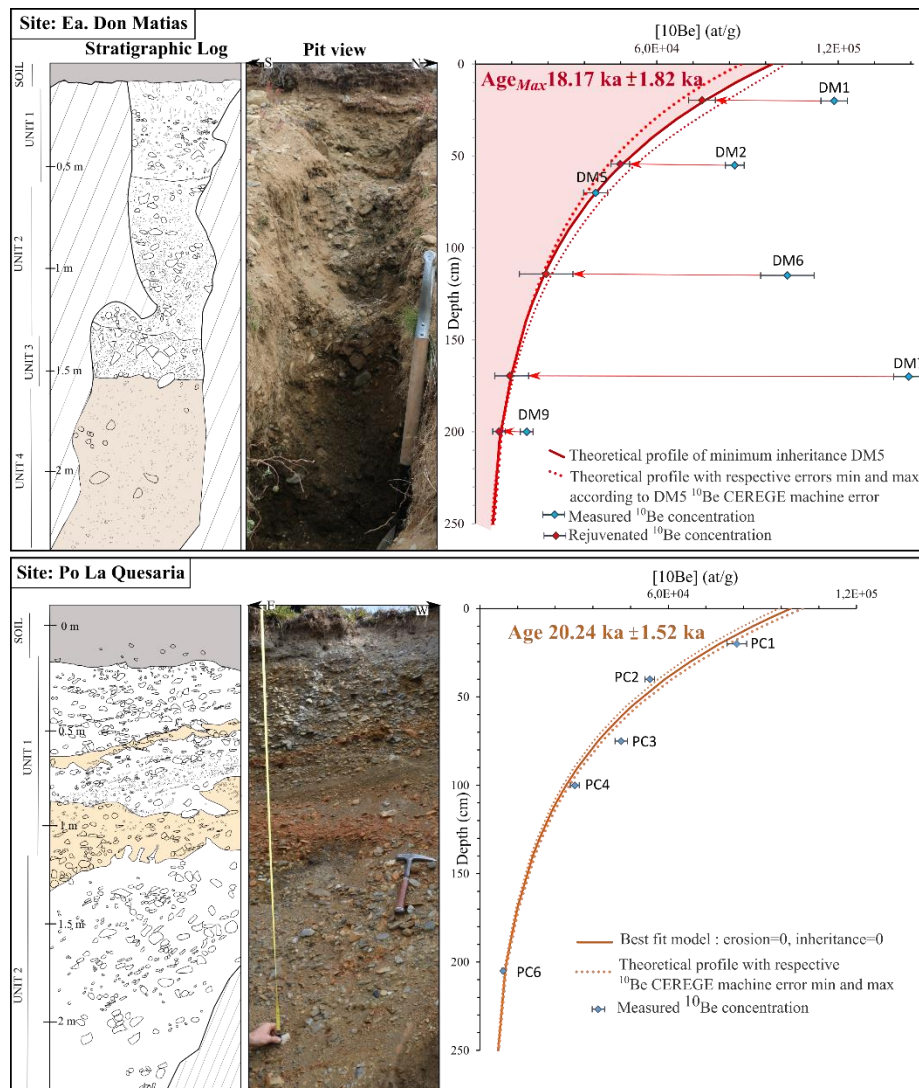 Site: Ea. Don Matias
Stratigraphic Log
Pit view
S
N
SOIL
UNIT 1
UNIT 2
UNIT 3
UNIT 4
0.5 m
1 m
1.5 m
2 m
[10Be] (at/g)
6,0E+04
1,2E+05
Age Max 18.17 ka ±1.82 ka
0
50
100
150
200
250
Depth (cm)
DM1
DM2
DM5
DM6
DM9
Theoretical profile of minimum inheritance DM5
Theoretical profile with respective errors min and max
according to DM5 ¹⁰Be CEREGE machine error
Measured ¹⁰Be concentration
Rejuvenated ¹⁰Be concentration
Site: Po La Quesaria
W
SOIL
UNIT 1
UNIT 2
0 m
0.5 m
1 m
1.5 m
2 m
[10Be] (at/g)
6,0E+04
1,2E+05
Age 20.24 ka ±1.52 ka
0
50
100
150
200
250
Depth (cm)
PC1
PC2
PC3
PC4
PC6
Best fit model : erosion=0, inheritance=0
Theoretical profile with respective
¹⁰Be CEREGE machine error min and max
Measured ¹⁰Be concentration